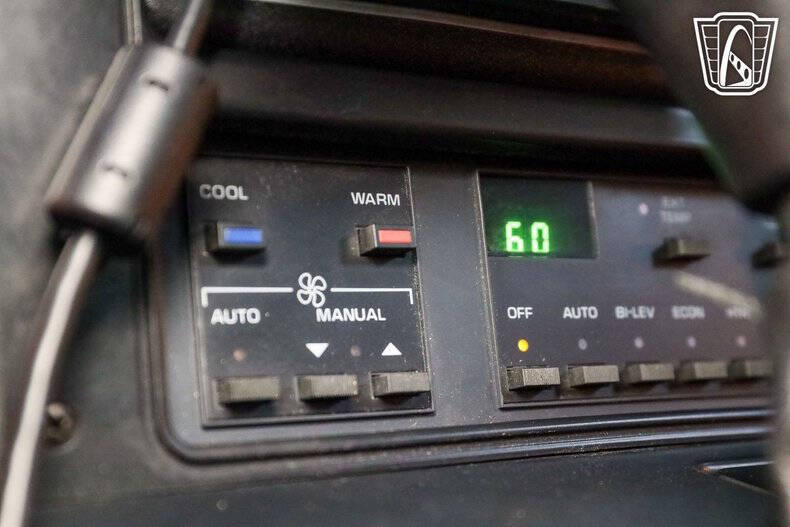 COOL
WARM
AUTO MANUAL
60
EXT
TEMP
OFF AUTO BI-LEV ECON